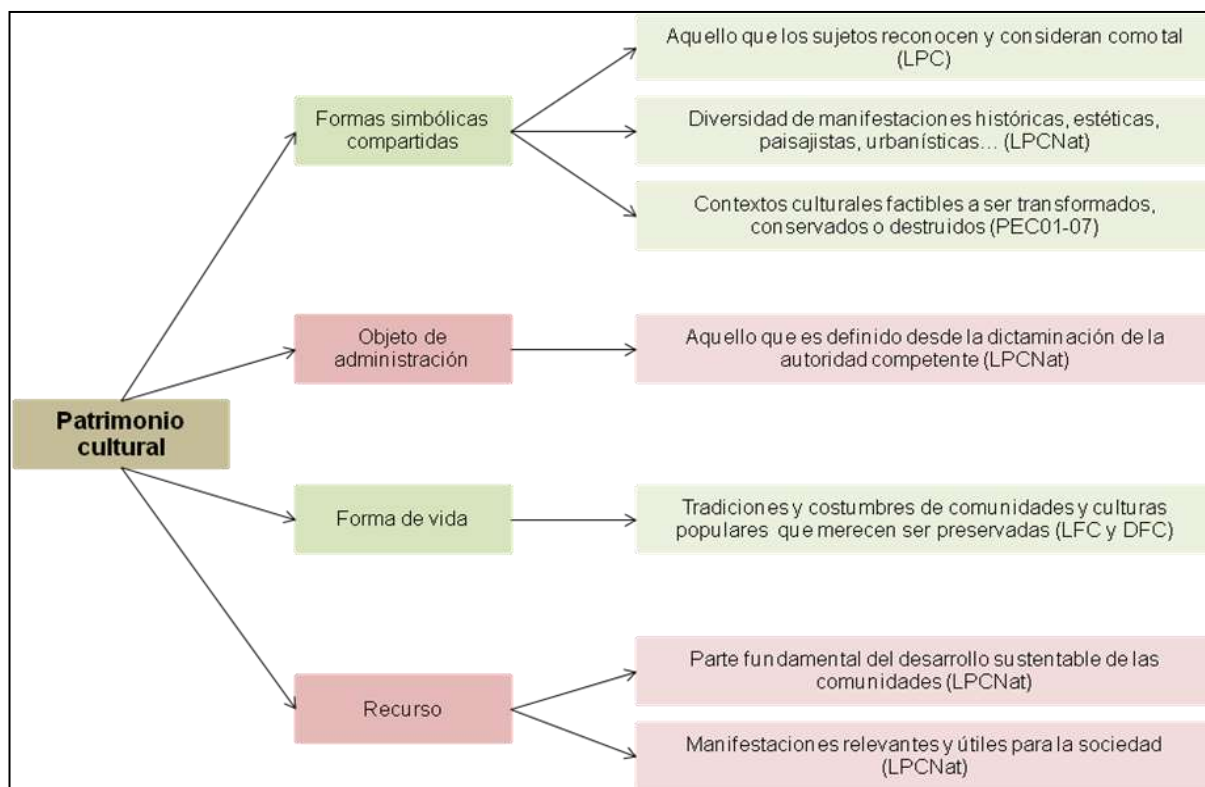 Patrimonio
cultural
Formas simbólicas
compartidas
Aquello que los sujetos reconocen y consideran como tal
(LPC)
Diversidad de manifestaciones históricas, estéticas,
paisajistas, urbanísticas... (LPCNat)
Contextos culturales factibles a ser transformados,
conservados o destruidos (PEC01-07)
Objeto de
administración
Aquello que es definido desde la dictaminación de la
autoridad competente (LPCNat)
Forma de vida
Tradiciones y costumbres de comunidades y culturas
populares que merecen ser preservadas (LFC y DFC)
Recurso
Parte fundamental del desarrollo sustentable de las
comunidades (LPCNat)
Manifestaciones relevantes y útiles para la sociedad
(LPCNat)